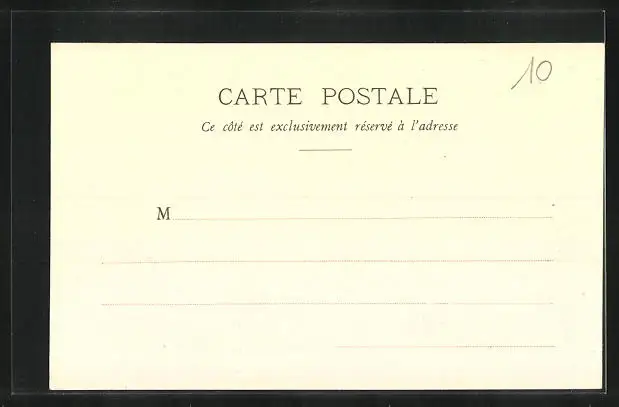 10
CARTE POSTALE
Ce côté est exclusivement réservé à l'adresse
M